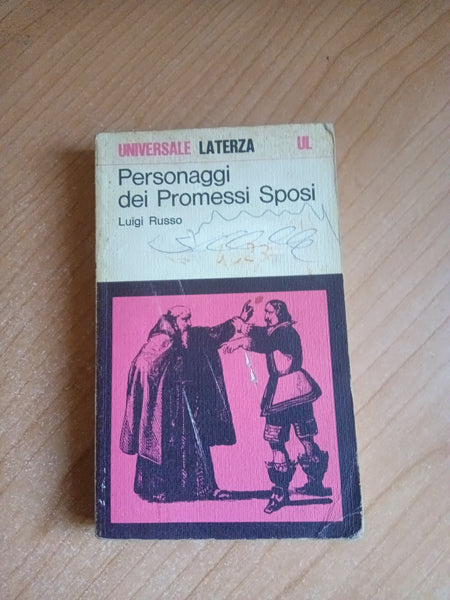 UNIVERSALE LATERZA UL
Personaggi
dei Promessi Sposi
Luigi Russo